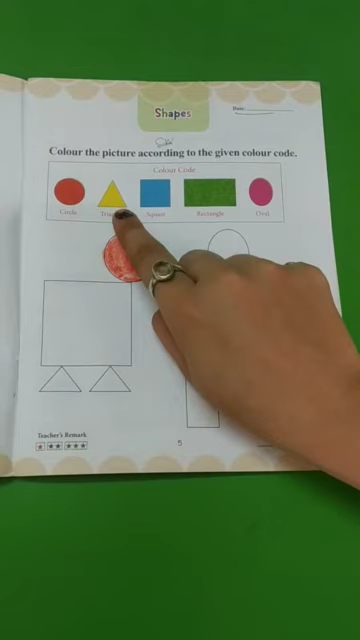 Shapes
Date
Colour the picture according to the given colour code.
Colour Code
Circle
Square
Rectangle
Oval
Teacher's Remark
5